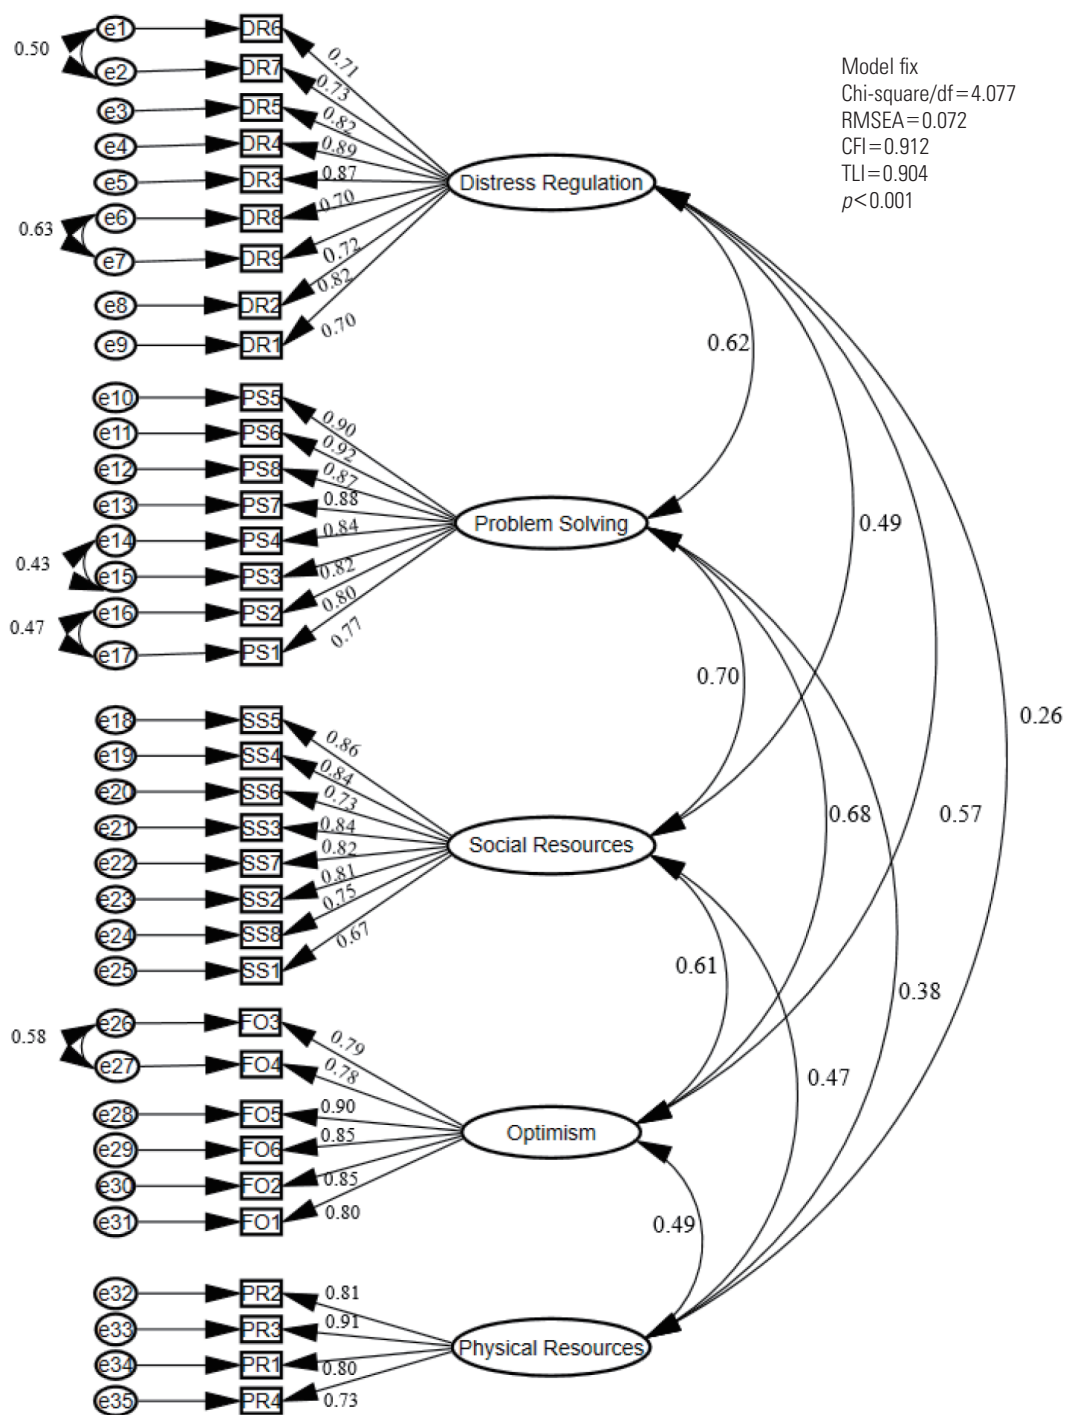 Model fix
Chi-square/df=4.077
RMSEA=0.072
CFI=0.912
TLI=0.904
p<0.001
e1 DR6 0.71
0.50
e2 DR7 0.73
e3 DR5 0.82
e4 DR4 0.89
e5 DR3 0.87
Distress Regulation
e6 DR8 0.70
0.63
e7 DR9 0.72
e8 DR2 0.82
e9 DR1 0.70
0.62
e10 PS5 0.90
e11 PS6 0.92
e12 PS8 0.87
e13 PS7 0.88
Problem Solving
0.49
e14 PS4 0.84
0.43
e15 PS3 0.82
e16 PS2 0.80
0.47
e17 PS1 0.77
0.70
0.26
e18 SS5 0.86
e19 SS4 0.84
e20 SS6 0.73
e21 SS3 0.84
0.68
0.57
Social Resources
e22 SS7 0.82
e23 SS2 0.81
e24 SS8 0.75
e25 SS1 0.67
0.61
0.38
e26 FO3 0.79
0.58
e27 FO4 0.78
0.47
e28 FO5 0.90
Optimism
e29 FO6 0.85
e30 FO2 0.85
e31 FO1 0.80
0.49
e32 PR2 0.81
e33 PR3 0.91
Physical Resources
e34 PR1 0.80
e35 PR4 0.73